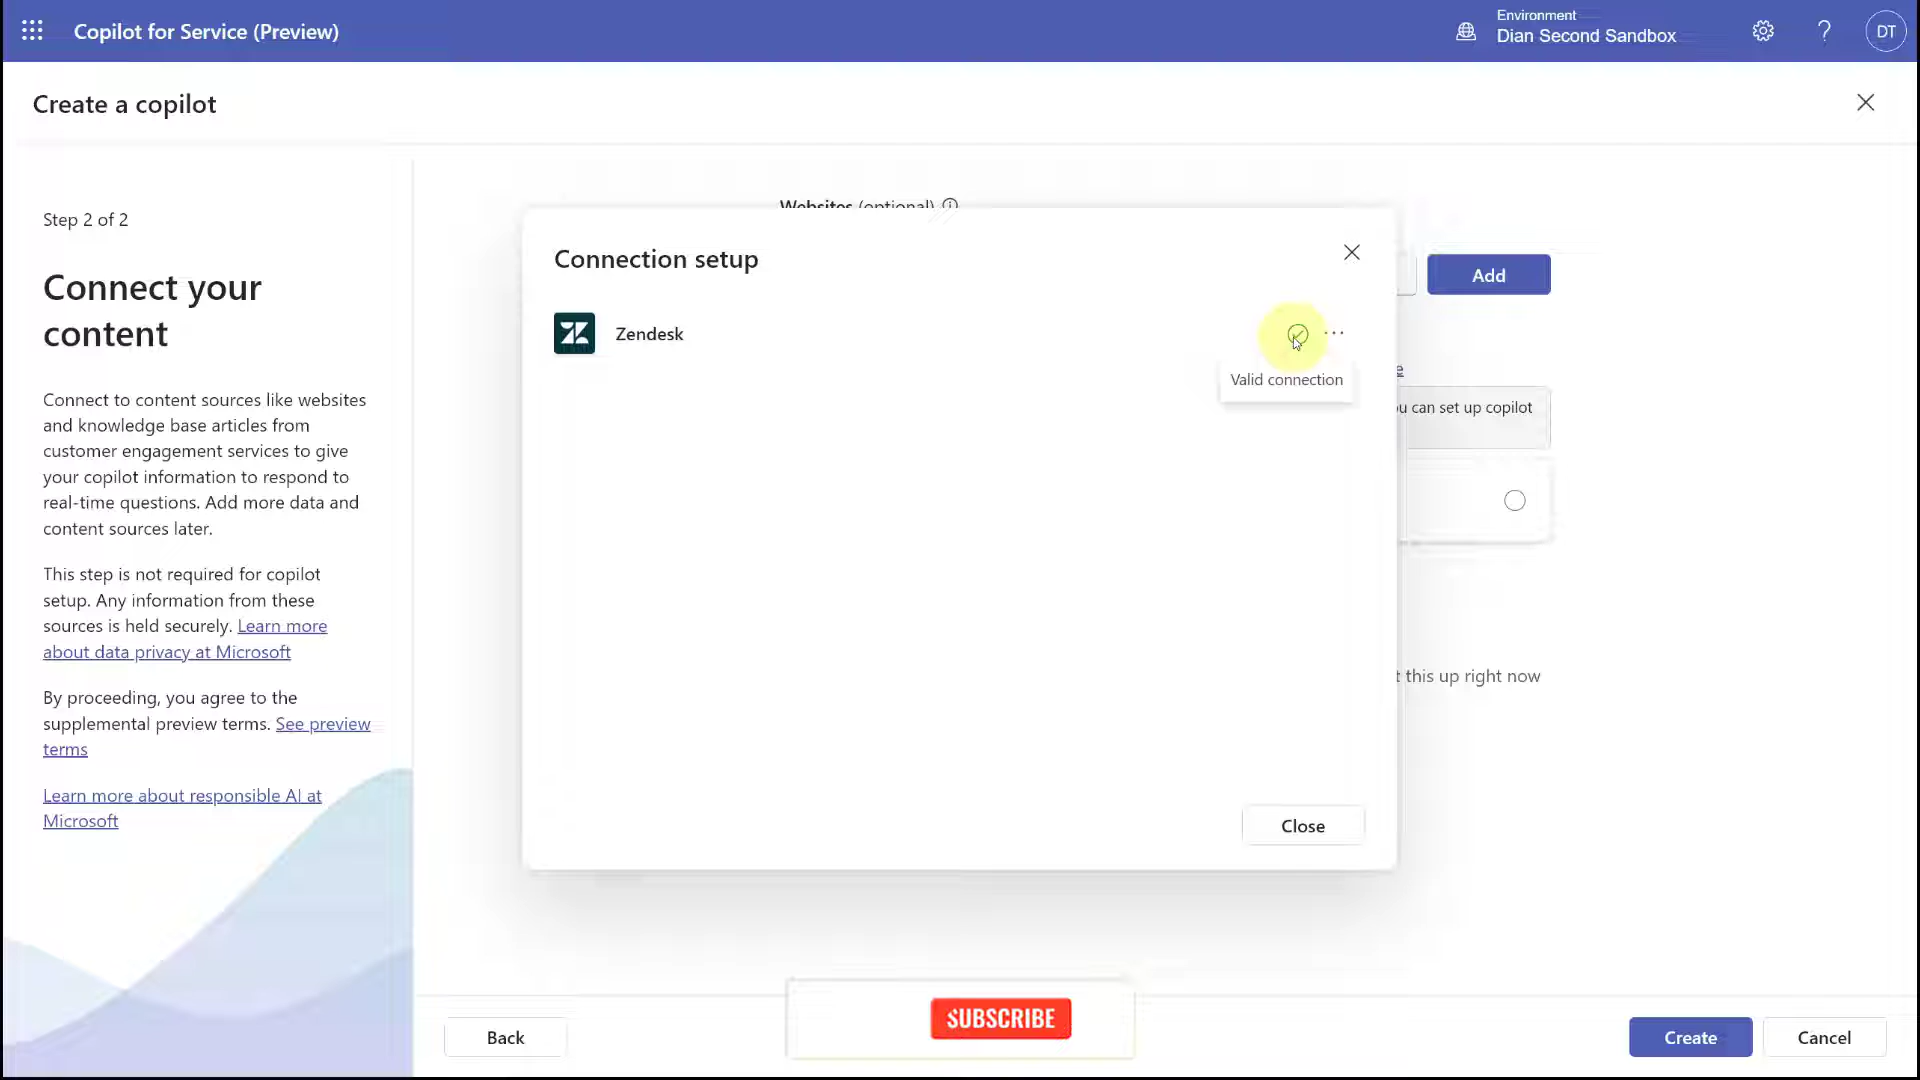 Copilot for Service (Preview)
Environment
Dian Second Sandbox
?
DT
Create a copilot
Step 2 of 2
Connect your
content
Connect to content sources like websites
and knowledge base articles from
customer engagement services to give
your copilot information to respond to
real-time questions. Add more data and
content sources later.
This step is not required for copilot
setup. Any information from these
sources is held securely. Learn more
about data privacy at Microsoft
By proceeding, you agree to the
supplemental preview terms. See preview
terms
Learn more about responsible AI at
Microsoft
Websites (optional)
Add
Connection setup
Zendesk
Valid connection
u can set up copilot
t this up right now
Close
Back
SUBSCRIBE
Create
Cancel